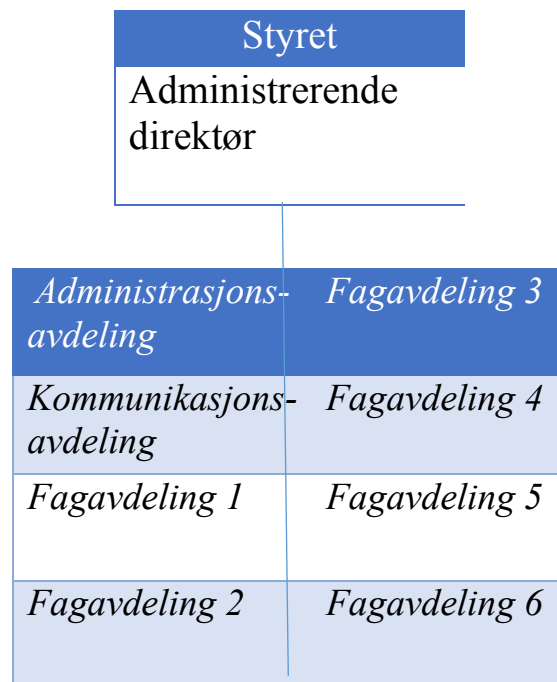 Styret
Administrerende
direktør
Administrasjons-
avdeling
Fagavdeling 3
Kommunikasjons-
avdeling
Fagavdeling 4
Fagavdeling 1
Fagavdeling 5
Fagavdeling 2
Fagavdeling 6